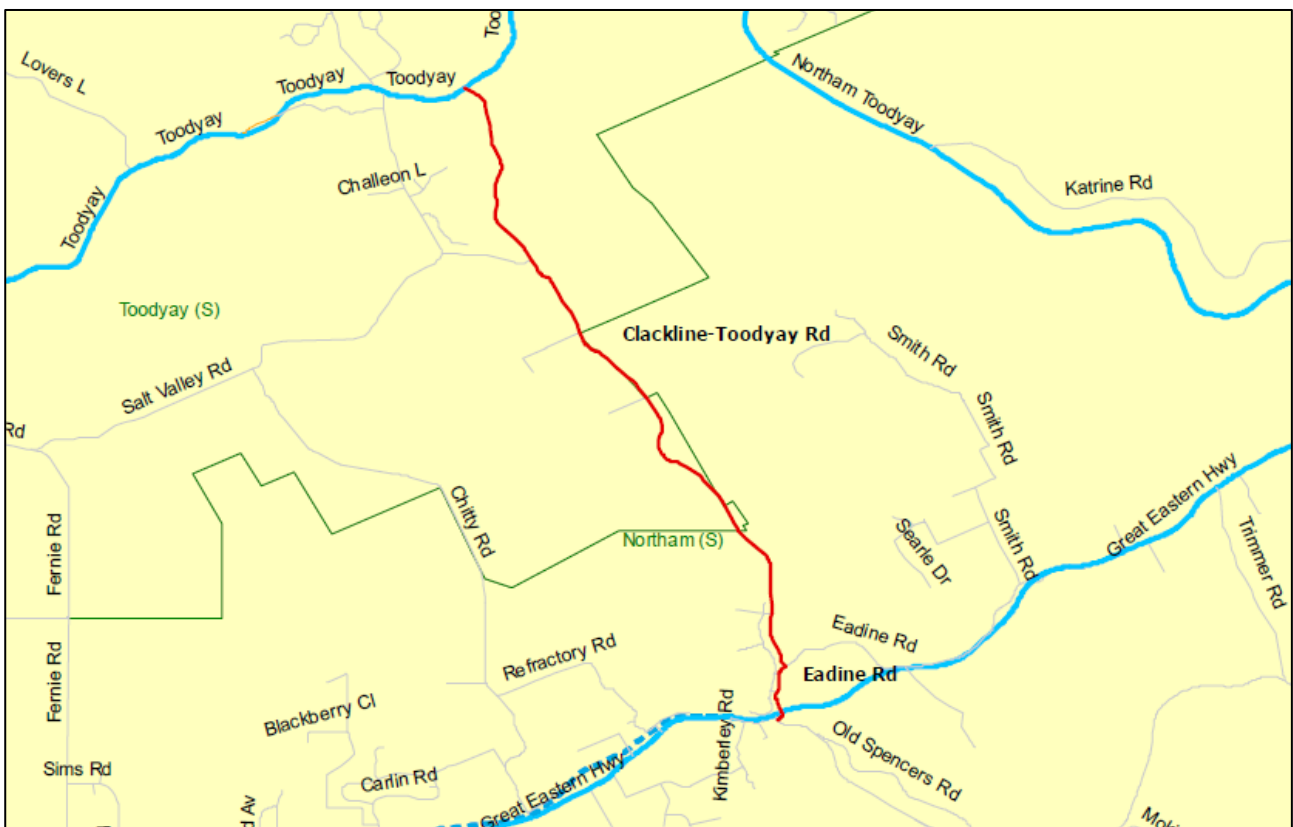 Too
Lovers L
Toodyay
Toodyay
Toodyay
Toodyay
Northam Toodyay
Challeon L
Katrine Rd
Toodyay (S)
Clackline-Toodyay Rd
Smith Rd
Salt Valley Rd
Smith Rd
Rd
Great Eastern Hwy
Chitty Rd
Smith Rd
Northam (S)
Searle Dr
Trimmer Rd
Fernie Rd
Eadine Rd
Refractory Rd
Eadine Rd
Fernie Rd
Blackberry Cl
Kimberley Rd
Old Spencers Rd
Sims Rd
Carlin Rd
Great Eastern Hwy
d Av
Moki